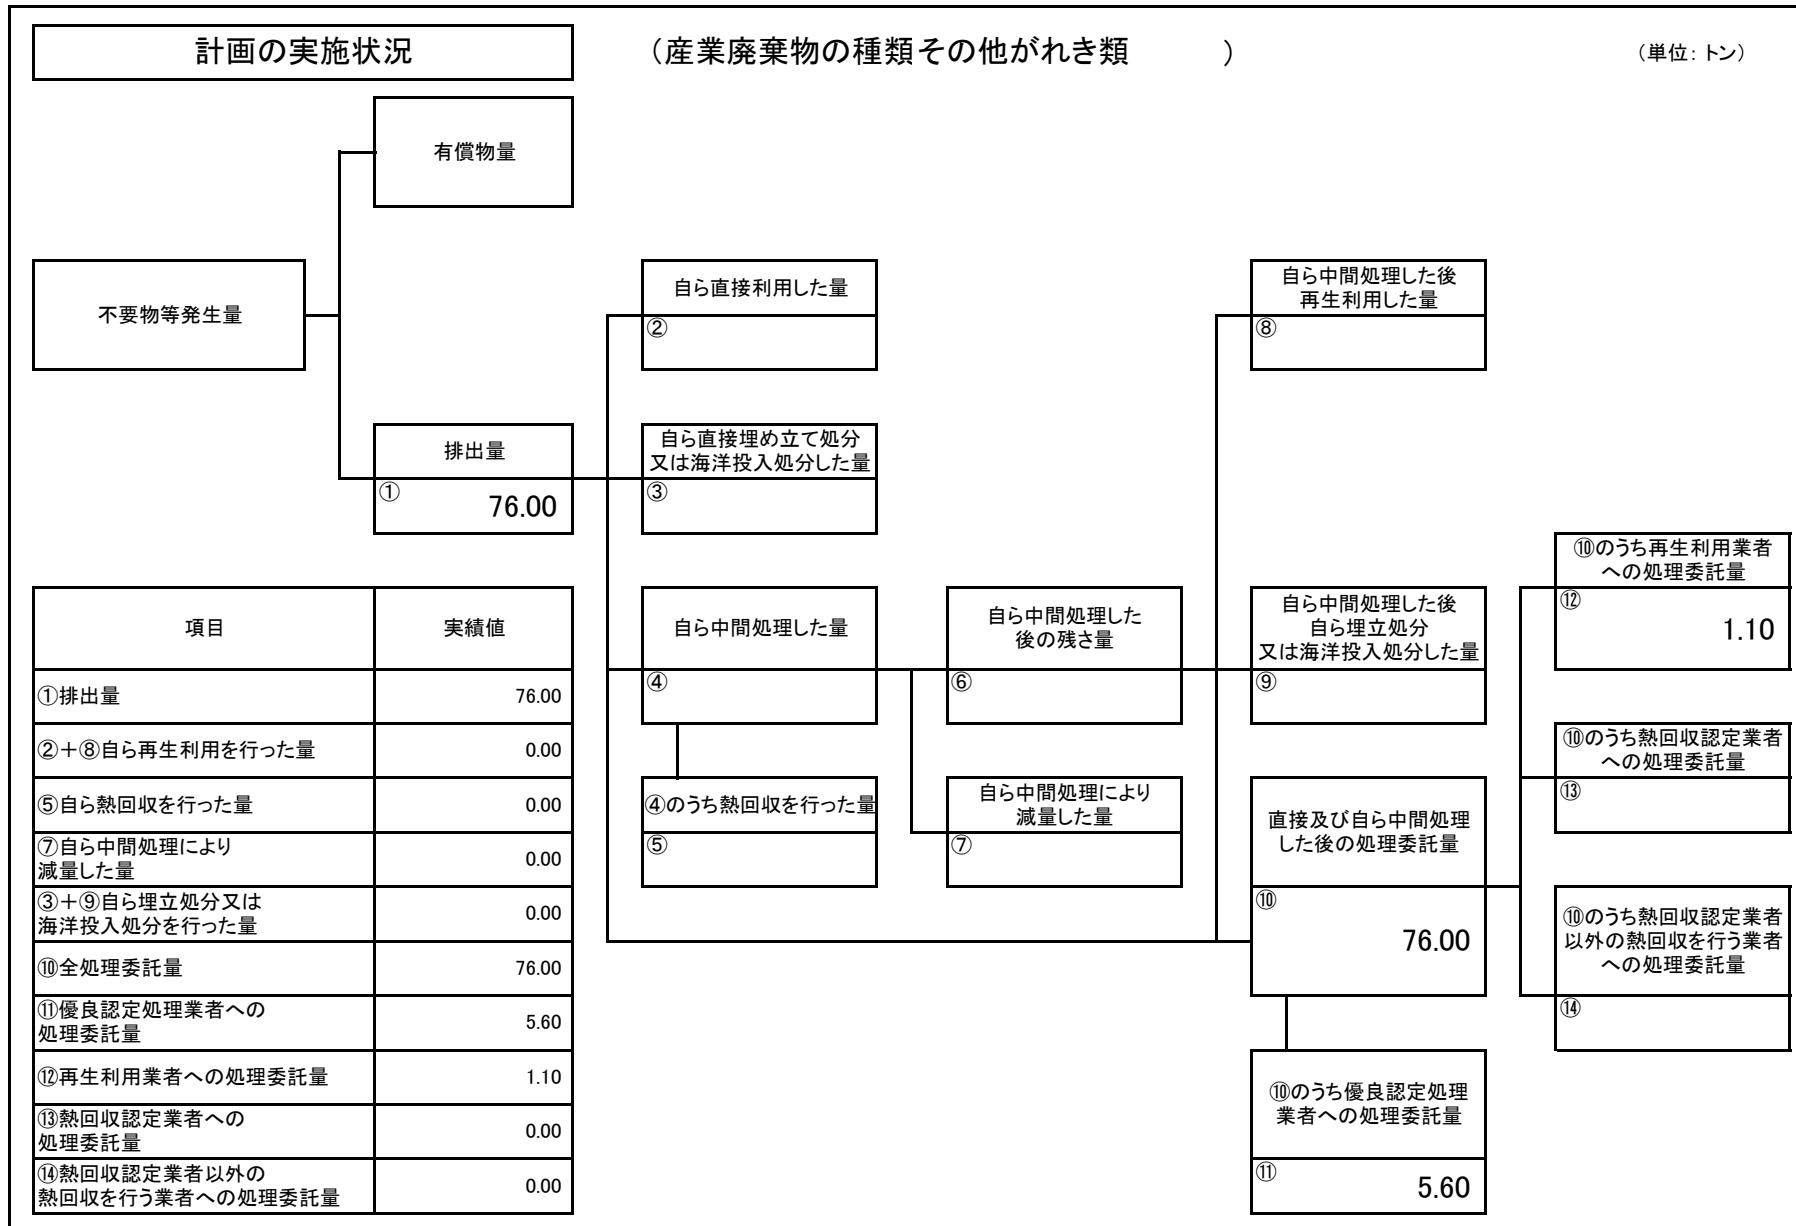 計画の実施状況
（産業廃棄物の種類その他がれき類　　　）
（単位：トン）
有償物量
不要物等発生量
自ら直接利用した量
②
自ら中間処理した後
再生利用した量
⑧
排出量
① 76.00
自ら直接埋め立て処分
又は海洋投入処分した量
③
⑩のうち再生利用業者
への処理委託量
⑫ 1.10
自ら中間処理した量
④
自ら中間処理した
後の残さ量
⑥
自ら中間処理した後
自ら埋立処分
又は海洋投入処分した量
⑨
⑩のうち熱回収認定業者
への処理委託量
⑬
④のうち熱回収を行った量
⑤
自ら中間処理により
減量した量
⑦
直接及び自ら中間処理
した後の処理委託量
⑩ 76.00
⑩のうち熱回収認定業者
以外の熱回収を行う業者
への処理委託量
⑭
⑩のうち優良認定処理
業者への処理委託量
⑪ 5.60
項目 実績値
①排出量 76.00
②＋⑧自ら再生利用を行った量 0.00
⑤自ら熱回収を行った量 0.00
⑦自ら中間処理により
減量した量 0.00
③＋⑨自ら埋立処分又は
海洋投入処分を行った量 0.00
⑩全処理委託量 76.00
⑪優良認定処理業者への
処理委託量 5.60
⑫再生利用業者への処理委託量 1.10
⑬熱回収認定業者への
処理委託量 0.00
⑭熱回収認定業者以外の
熱回収を行う業者への処理委託量 0.00